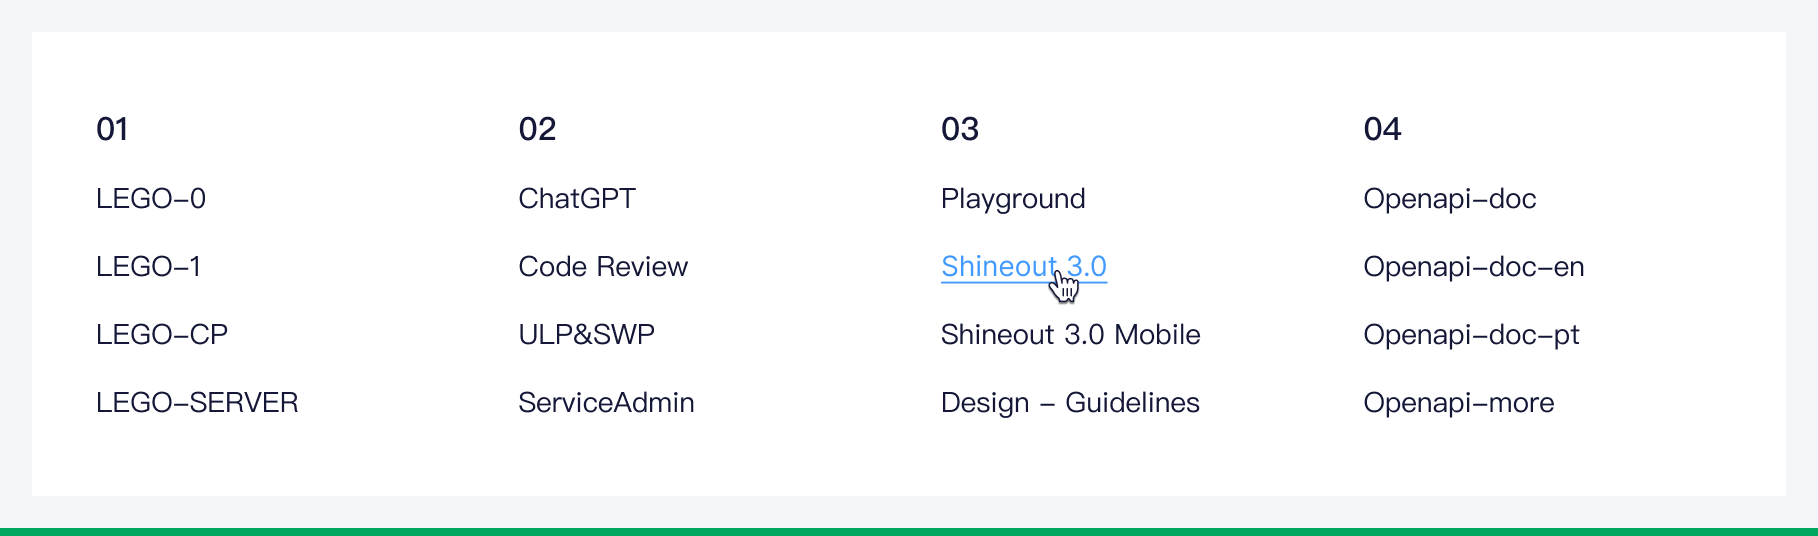 01
LEGO-0
LEGO-1
LEGO-CP
LEGO-SERVER
02
ChatGPT
Code Review
ULP&SWP
ServiceAdmin
03
Playground
Shineout 3.0
Shineout 3.0 Mobile
Design - Guidelines
04
Openapi-doc
Openapi-doc-en
Openapi-doc-pt
Openapi-more